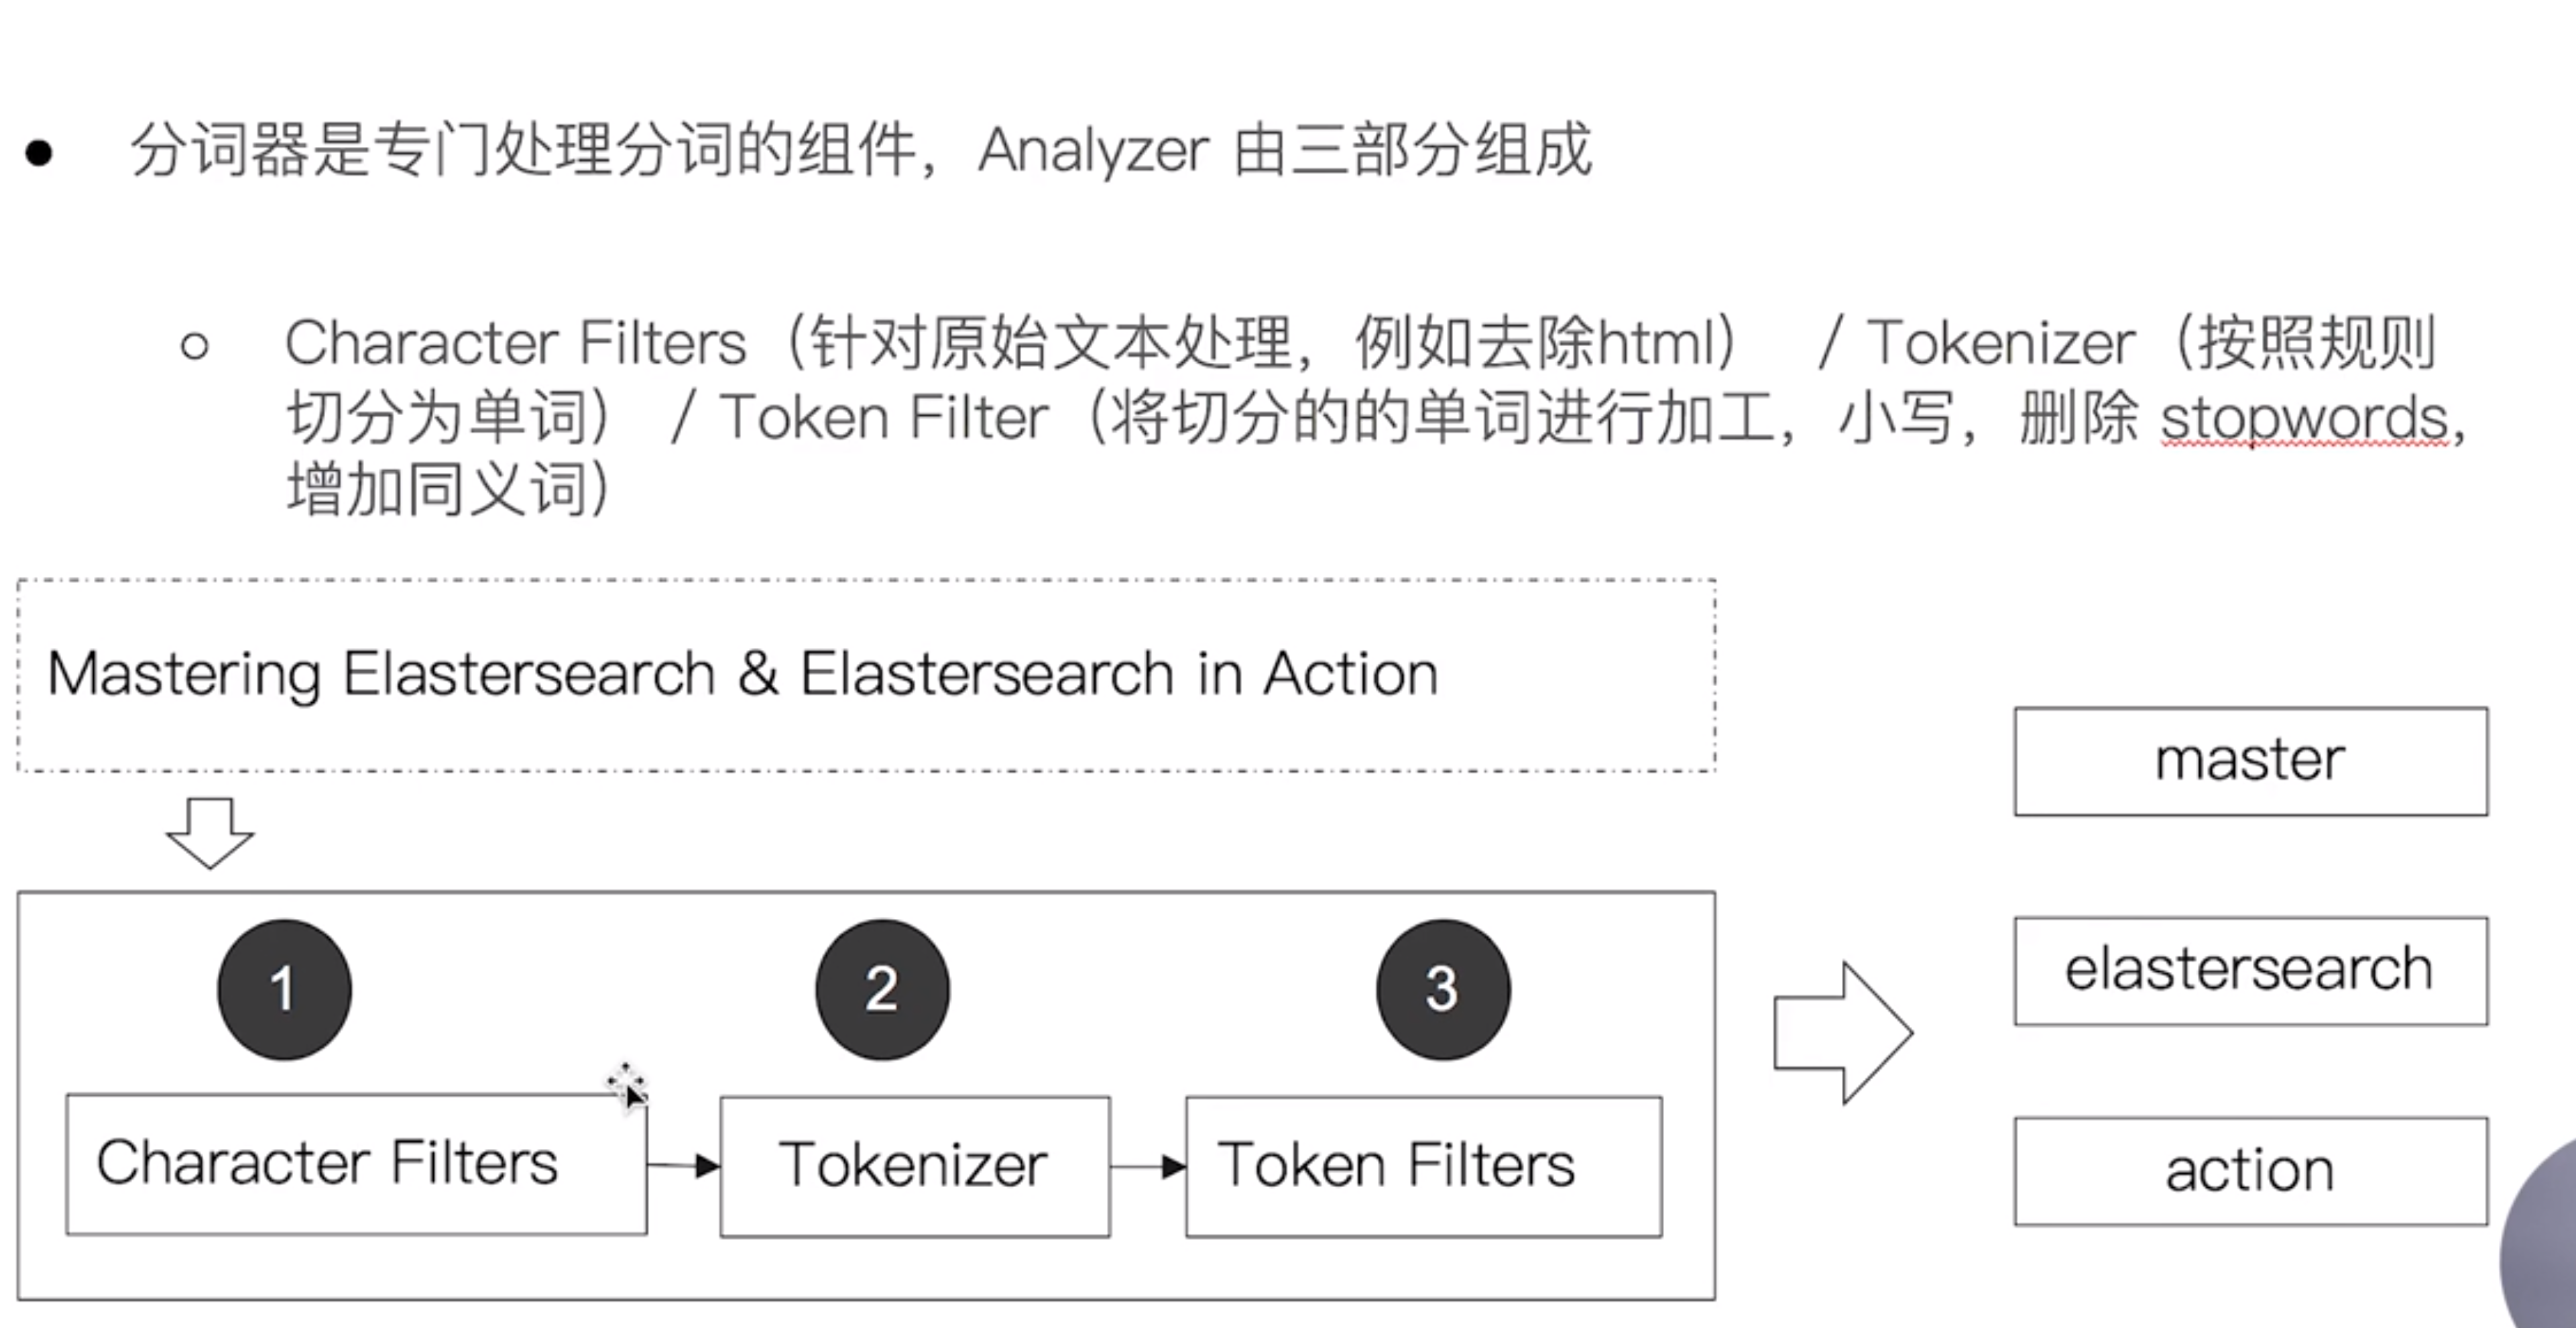 分词器是专门处理分词的组件，Analyzer 由三部分组成
Character Filters（针对原始文本处理，例如去除html） / Tokenizer（按照规则
切分为单词） / Token Filter（将切分的的单词进行加工，小写，删除 stopwords，
增加同义词）
Mastering Elastersearch & Elastersearch in Action
1
2
3
Character Filters
Tokenizer
Token Filters
master
elastersearch
action